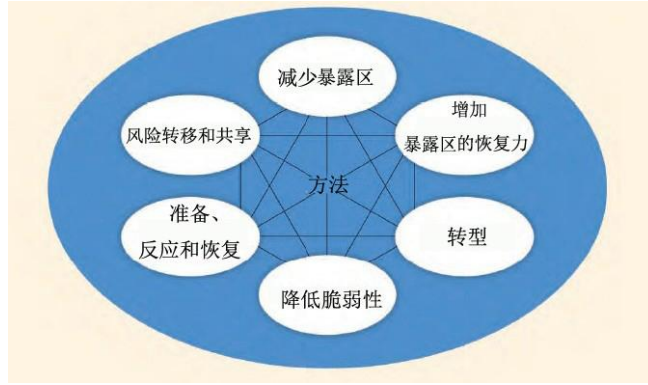 减少暴露区
风险转移和共享
增加
暴露区的恢复力
方法
准备、
反应和恢复
转型
降低脆弱性